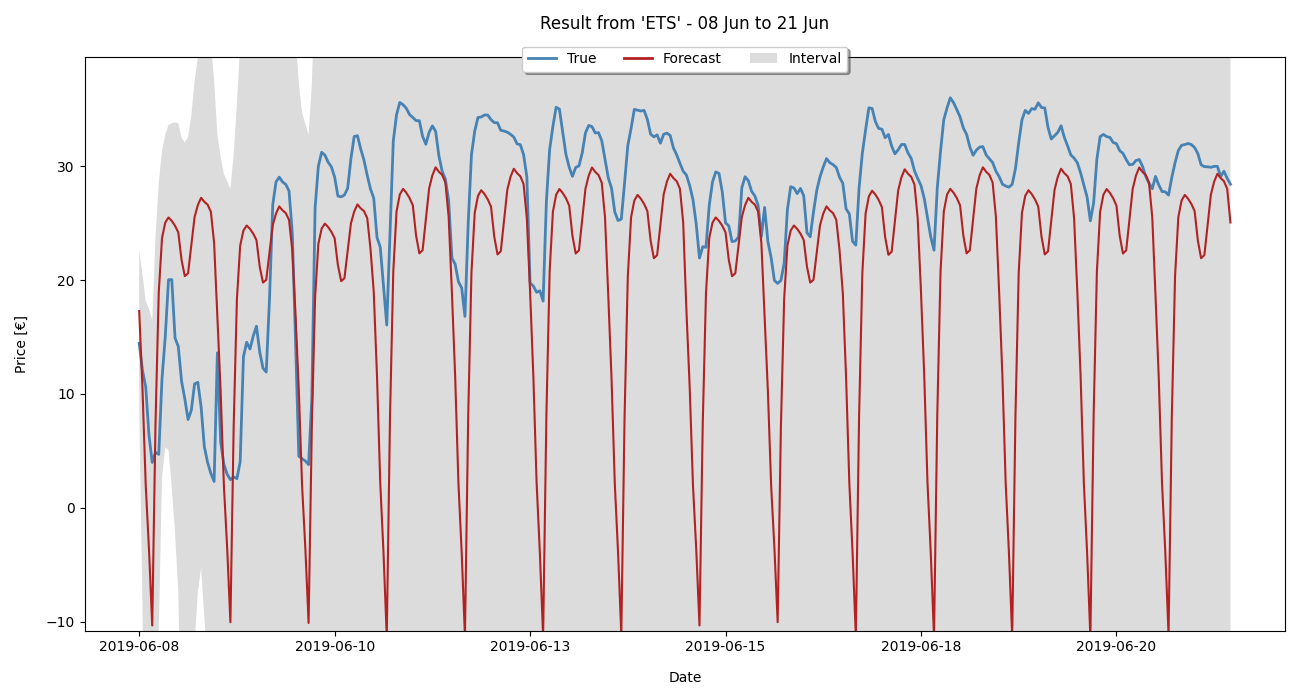 Result from 'ETS' - 08 Jun to 21 Jun
True Forecast Interval
Price [€]
30
20
10
0
−10
2019-06-08 2019-06-10 2019-06-13 2019-06-15 2019-06-18 2019-06-20
Date